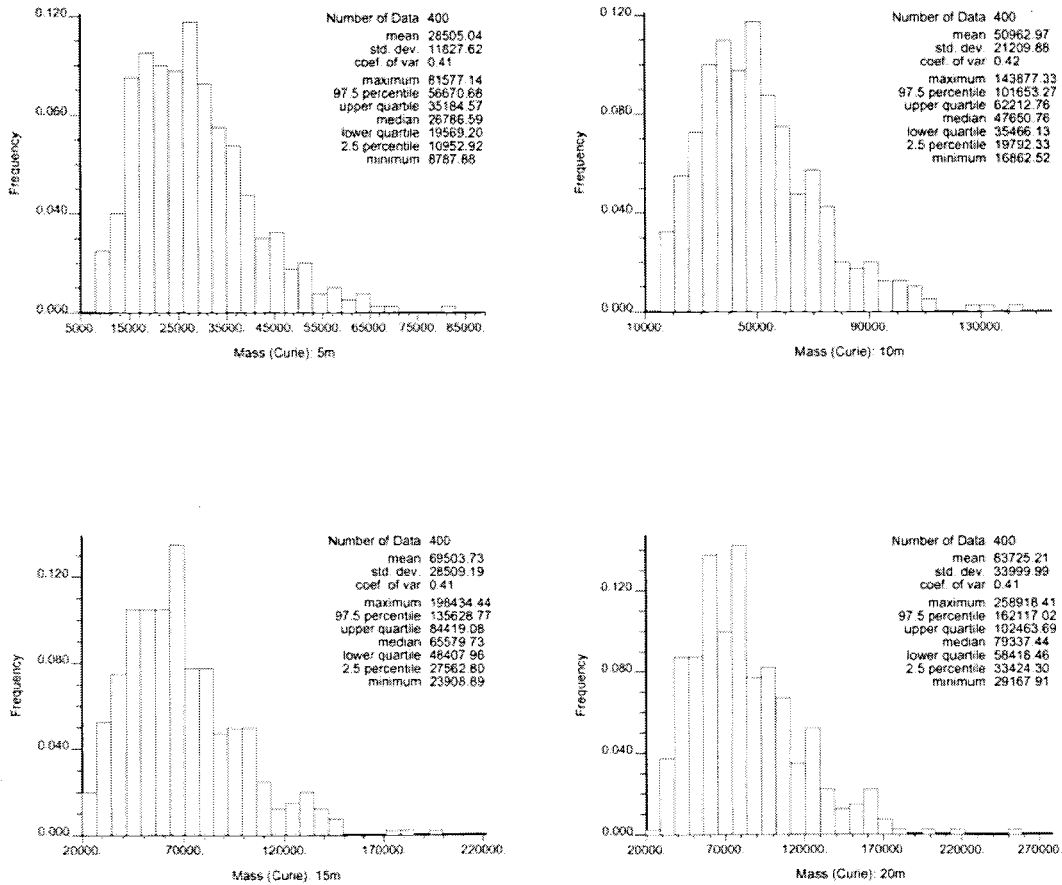 Number of Data 400
mean 28505.04
std. dev. 11827.62
coef. of var 0.41
maximum 81577.14
97.5 percentile 56670.68
upper quartile 35184.57
median 26786.59
lower quartile 19569.20
2.5 percentile 10952.92
minimum 8787.88
Frequency
0.120
0.080
0.040
0.000
5000. 15000. 25000. 35000. 45000. 55000. 65000. 75000. 85000.
Mass (Curie): 5m
Number of Data 400
mean 50962.97
std. dev. 21209.88
coef. of var 0.42
maximum 143877.33
97.5 percentile 101653.27
upper quartile 62212.76
median 47650.76
lower quartile 35466.13
2.5 percentile 19792.33
minimum 16862.52
Frequency
0.120
0.080
0.040
0.000
10000. 50000. 90000. 130000.
Mass (Curie): 10m
Number of Data 400
mean 69503.73
std. dev. 28509.19
coef. of var 0.41
maximum 198434.44
97.5 percentile 135628.77
upper quartile 84419.08
median 65579.73
lower quartile 48407.96
2.5 percentile 27562.80
minimum 23908.89
Frequency
0.120
0.080
0.040
0.000
20000. 70000. 120000. 170000. 220000.
Mass (Curie): 15m
Number of Data 400
mean 83725.21
std. dev. 33999.99
coef. of var 0.41
maximum 258918.41
97.5 percentile 162117.02
upper quartile 102463.69
median 79337.44
lower quartile 58418.46
2.5 percentile 33424.30
minimum 29167.91
Frequency
0.120
0.080
0.040
0.000
20000. 70000. 120000. 170000. 220000. 270000.
Mass (Curie): 20m